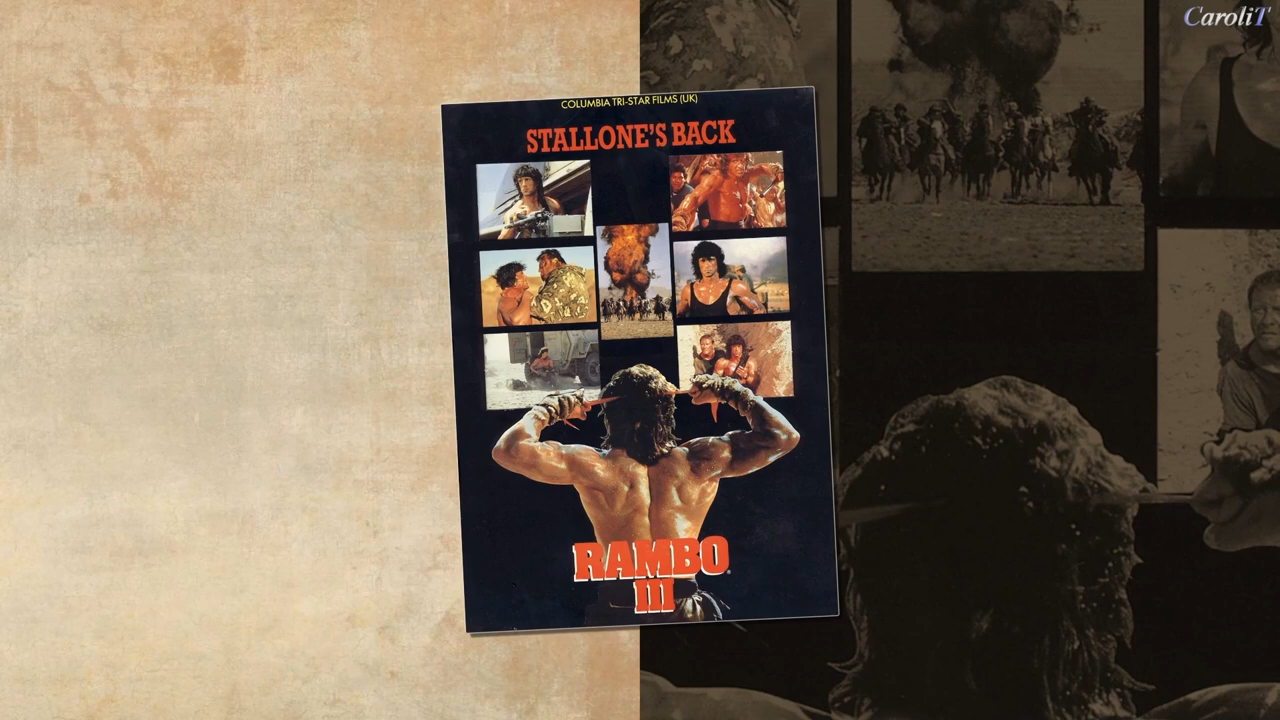 CaroliT
COLUMBIA TRI-STAR FILMS (UK)
STALLONE'S BACK
RAMBO
III